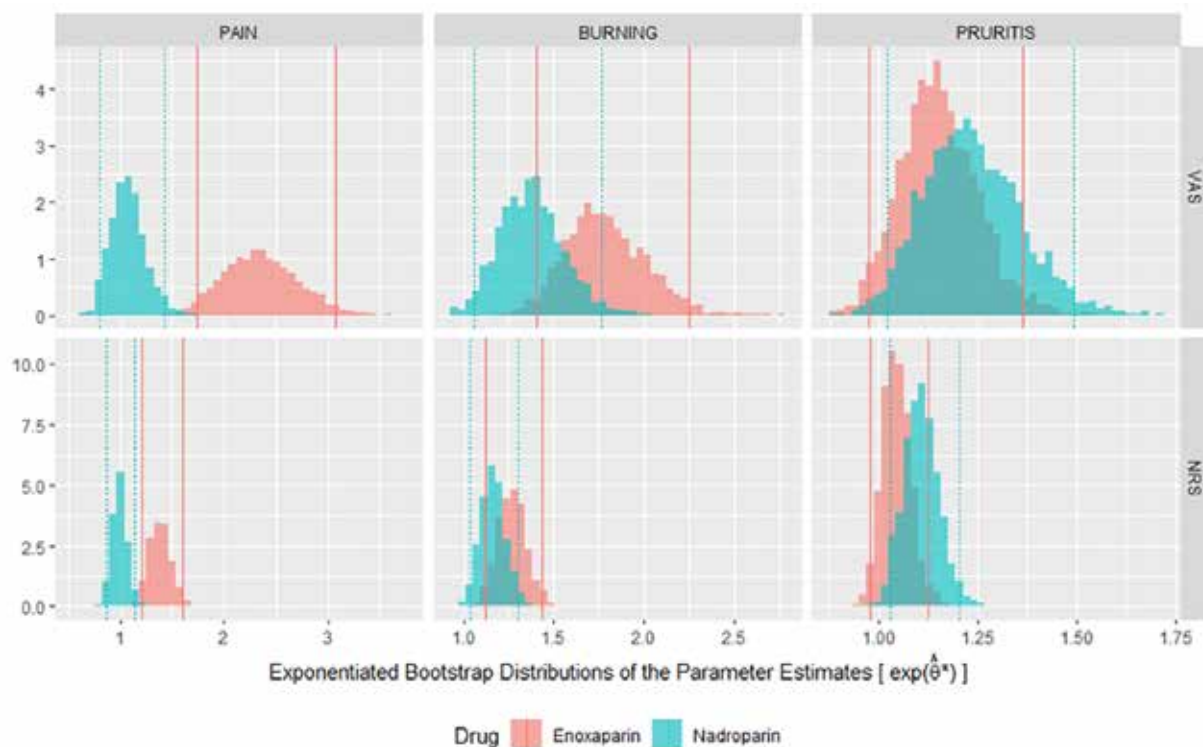 PAIN BURNING PRURITIS
4
3
2
1
0
VAS
10.0
7.5
5.0
2.5
0.0
NRS
1 2 3 1.0 1.5 2.0 2.5 1.00 1.25 1.50 1.75
Exponentiated Bootstrap Distributions of the Parameter Estimates [ exp(θ̂*) ]
Drug Enoxaparin Nadroparin